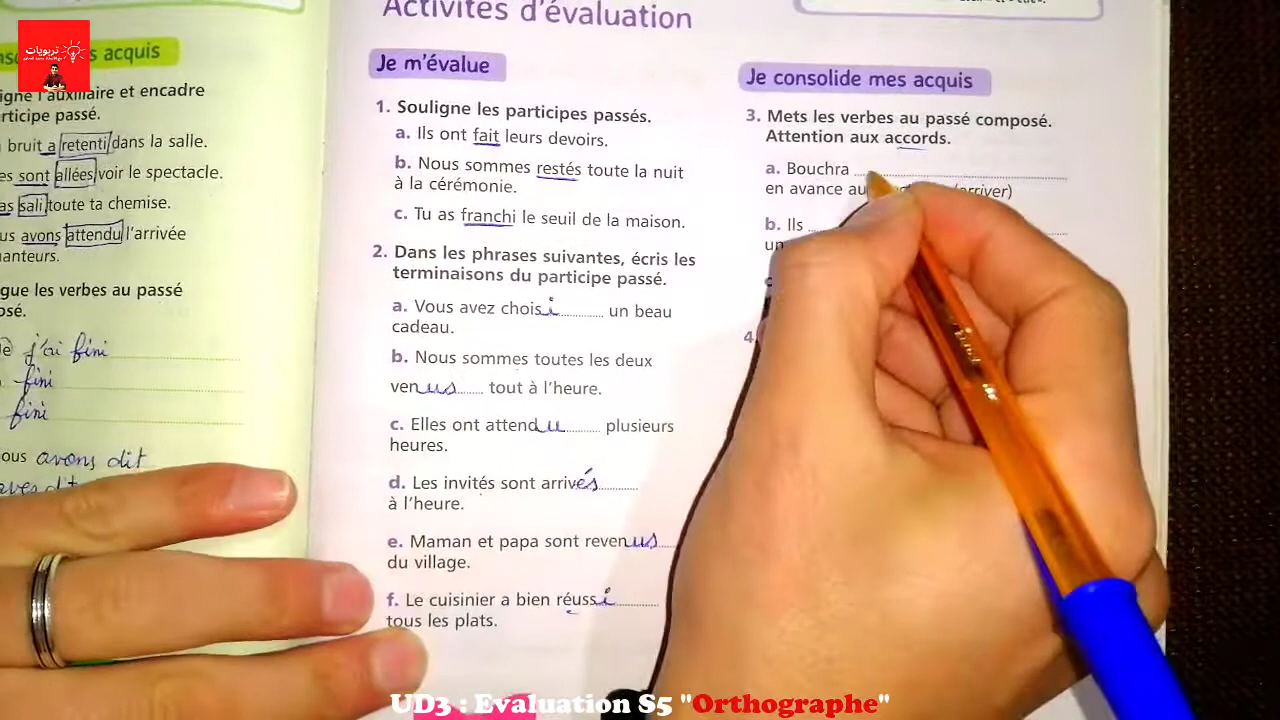 تربويات
s acquis
igne l'auxiliaire et encadre
rticipe passé.
bruit a retenti dans la salle.
es sont allées voir le spectacle.
as sali toute ta chemise.
us avons attendu l'arrivée
anteurs.
gue les verbes au passé
osé.
j'ai fini
fini
fini
ous avons dit
Activités d'évaluation
Je m'évalue
1. Souligne les participes passés.
a. Ils ont fait leurs devoirs.
b. Nous sommes restés toute la nuit
à la cérémonie.
c. Tu as franchi le seuil de la maison.
2. Dans les phrases suivantes, écris les
terminaisons du participe passé.
a. Vous avez choisi un beau
cadeau.
b. Nous sommes toutes les deux
venus tout à l'heure.
c. Elles ont attendu plusieurs
heures.
d. Les invités sont arrivés
à l'heure.
e. Maman et papa sont revenus
du village.
f. Le cuisinier a bien réussi
tous les plats.
Je consolide mes acquis
3. Mets les verbes au passé composé.
Attention aux accords.
a. Bouchra
en avance au (arriver)
b. Ils
un
4.
UD3 : Evaluation S5 "Orthographe"